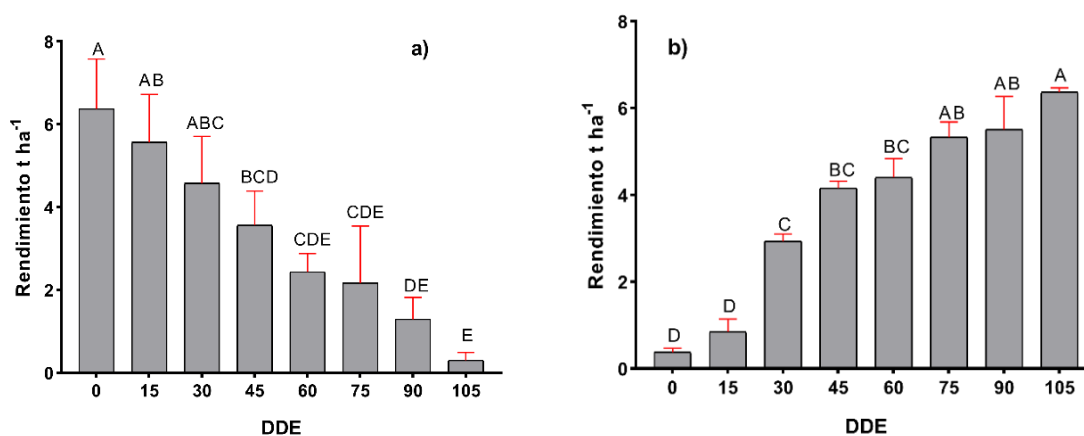 a)
Rendimiento t ha⁻¹
8
6
4
2
0
A
AB
ABC
BCD
CDE
CDE
DE
E
0 15 30 45 60 75 90 105
DDE
b)
Rendimiento t ha⁻¹
8
6
4
2
0
D
D
C
BC
BC
AB
AB
A
0 15 30 45 60 75 90 105
DDE